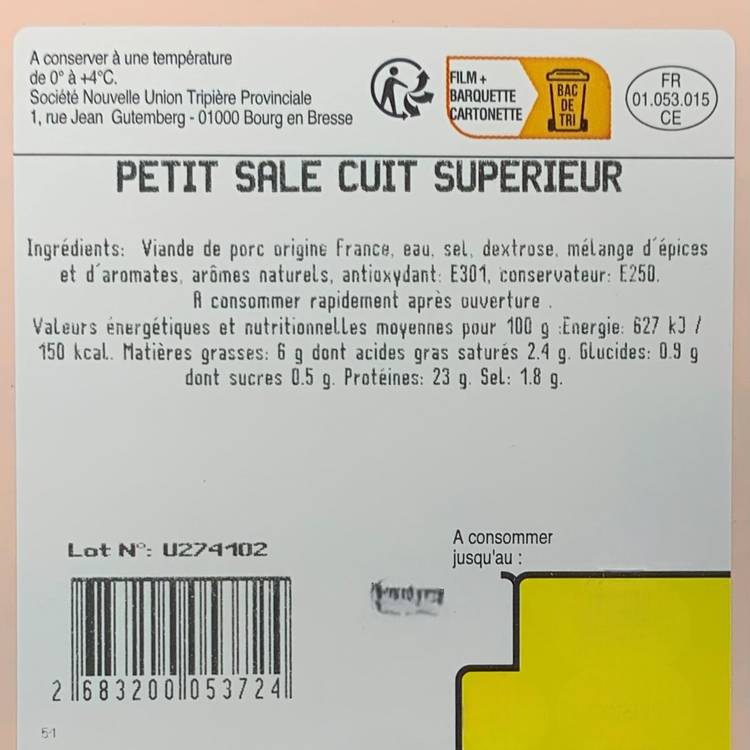 A conserver à une température
de 0° à +4°C.
Société Nouvelle Union Tripière Provinciale
1, rue Jean Gutemberg - 01000 Bourg en Bresse
FILM +
BARQUETTE
CARTONETTE
BAC
DE
TRI
FR
01.053.015
CE
PETIT SALE CUIT SUPERIEUR
Ingrédients: Viande de porc origine France, eau, sel, dextrose, mélange d'épices
et d'aromates, arômes naturels, antioxydant: E301, conservateur: E250.
A consommer rapidement après ouverture .
Valeurs énergétiques et nutritionnelles moyennes pour 100 g :Energie: 627 kJ /
150 kcal. Matières grasses: 6 g dont acides gras saturés 2.4 g. Glucides: 0.9 g
dont sucres 0.5 g. Protéines: 23 g. Sel: 1.8 g.
Lot N°: U274102
A consommer
jusqu'au :
2 683200 053724
51